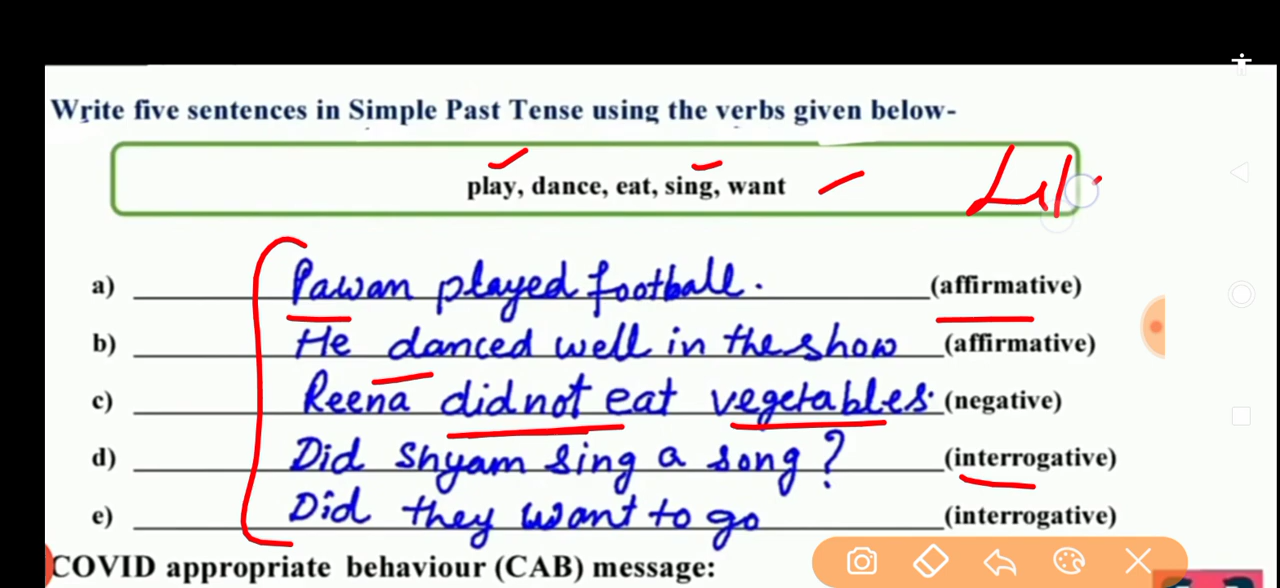 Write five sentences in Simple Past Tense using the verbs given below-
play, dance, eat, sing, want
a) Pawan played football. (affirmative)
b) He danced well in the show (affirmative)
c) Reena did not eat vegetables. (negative)
d) Did Shyam sing a song? (interrogative)
e) Did they want to go (interrogative)
COVID appropriate behaviour (CAB) message: